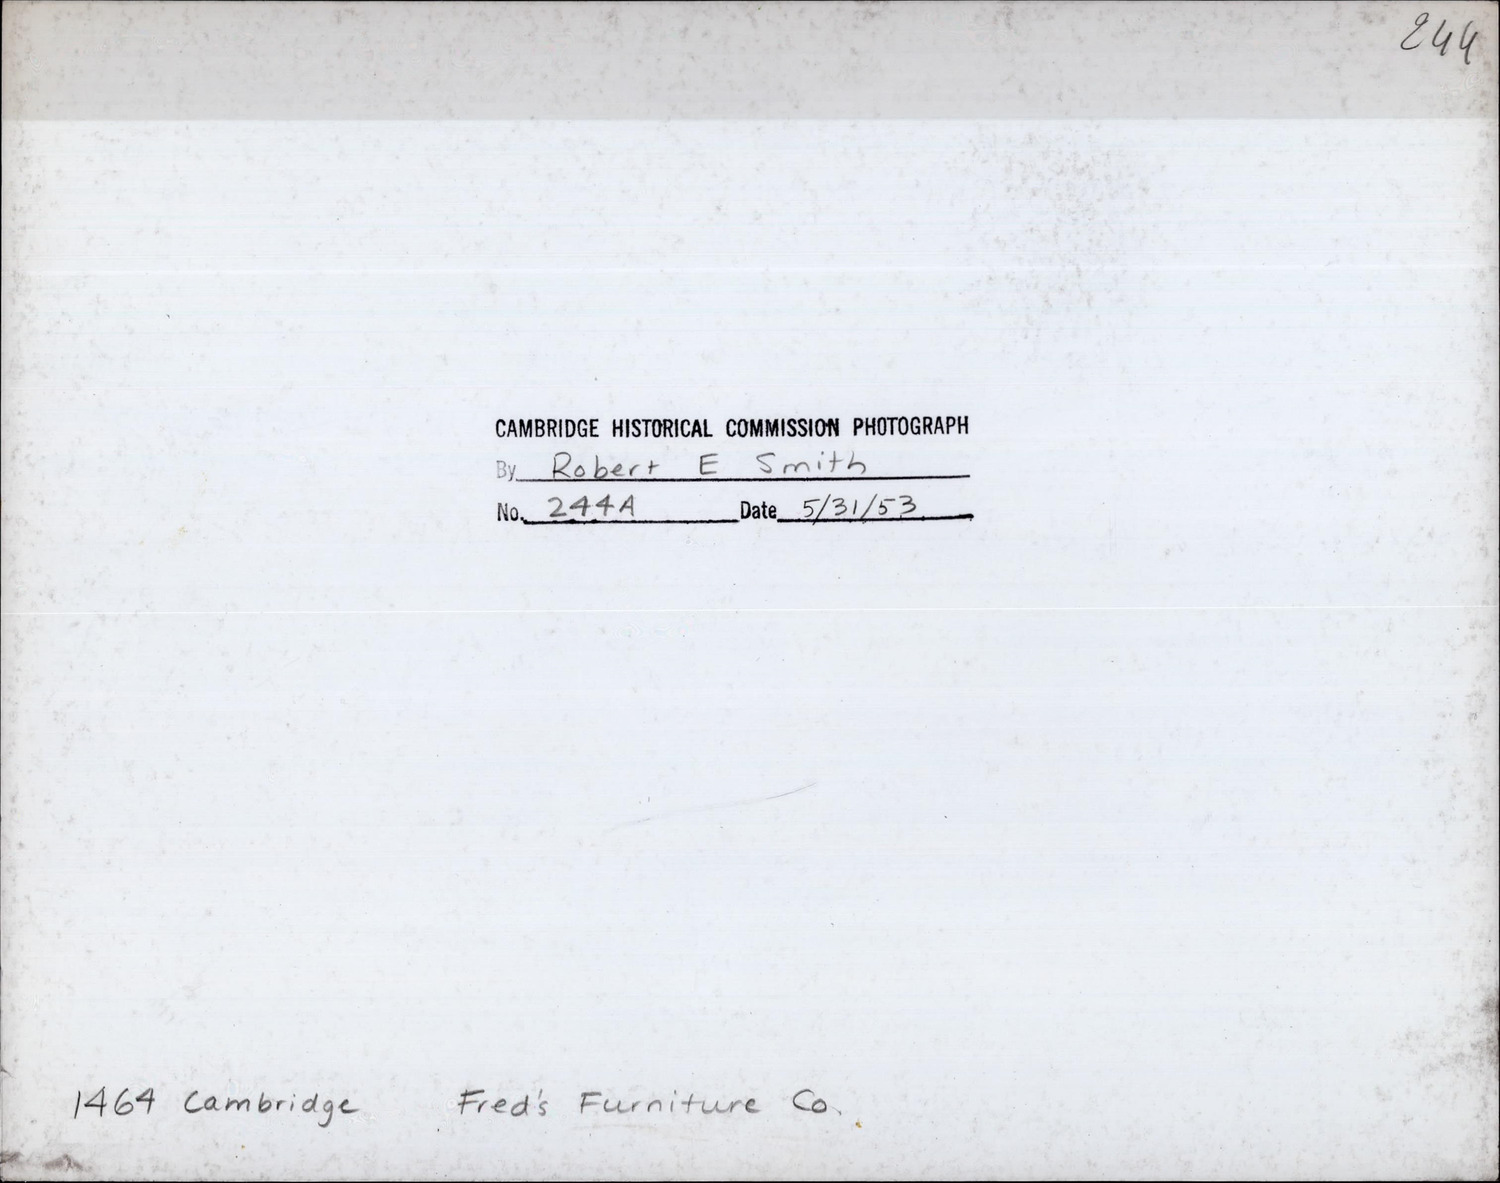 244
CAMBRIDGE HISTORICAL COMMISSION PHOTOGRAPH
By Robert E Smith
No. 244A Date 5/31/53
1464 Cambridge Fred's Furniture Co.